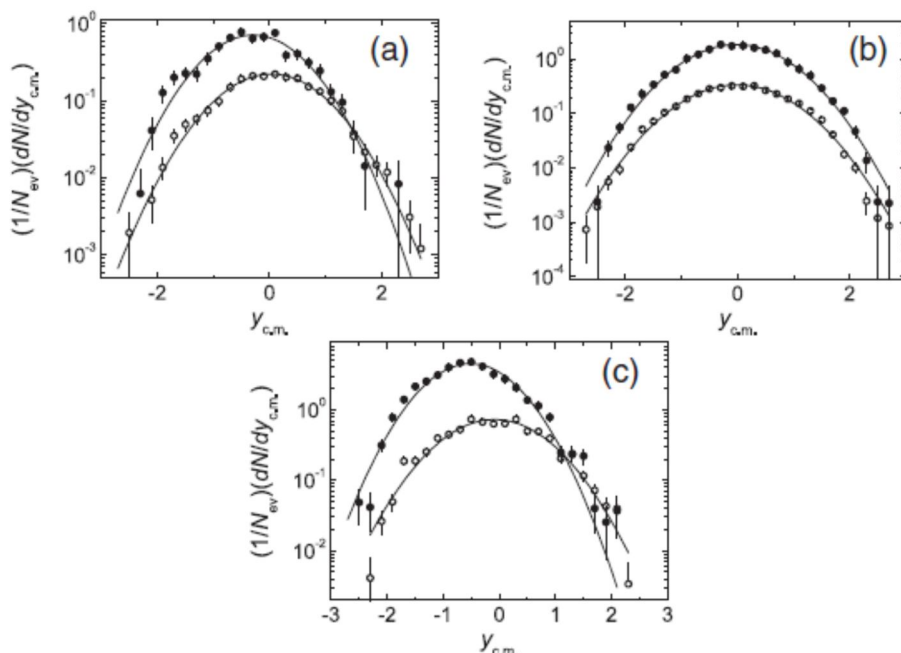 (a)
(1/N_ev)(dN/dy_c.m.)
10^0
10^-1
10^-2
10^-3
-2 0 2
y_c.m.
(b)
(1/N_ev)(dN/dy_c.m.)
10^1
10^0
10^-1
10^-2
10^-3
10^-4
-2 0 2
y_c.m.
(c)
(1/N_ev)(dN/dy_c.m.)
10^0
10^-1
10^-2
-3 -2 -1 0 1 2 3
y_c.m.